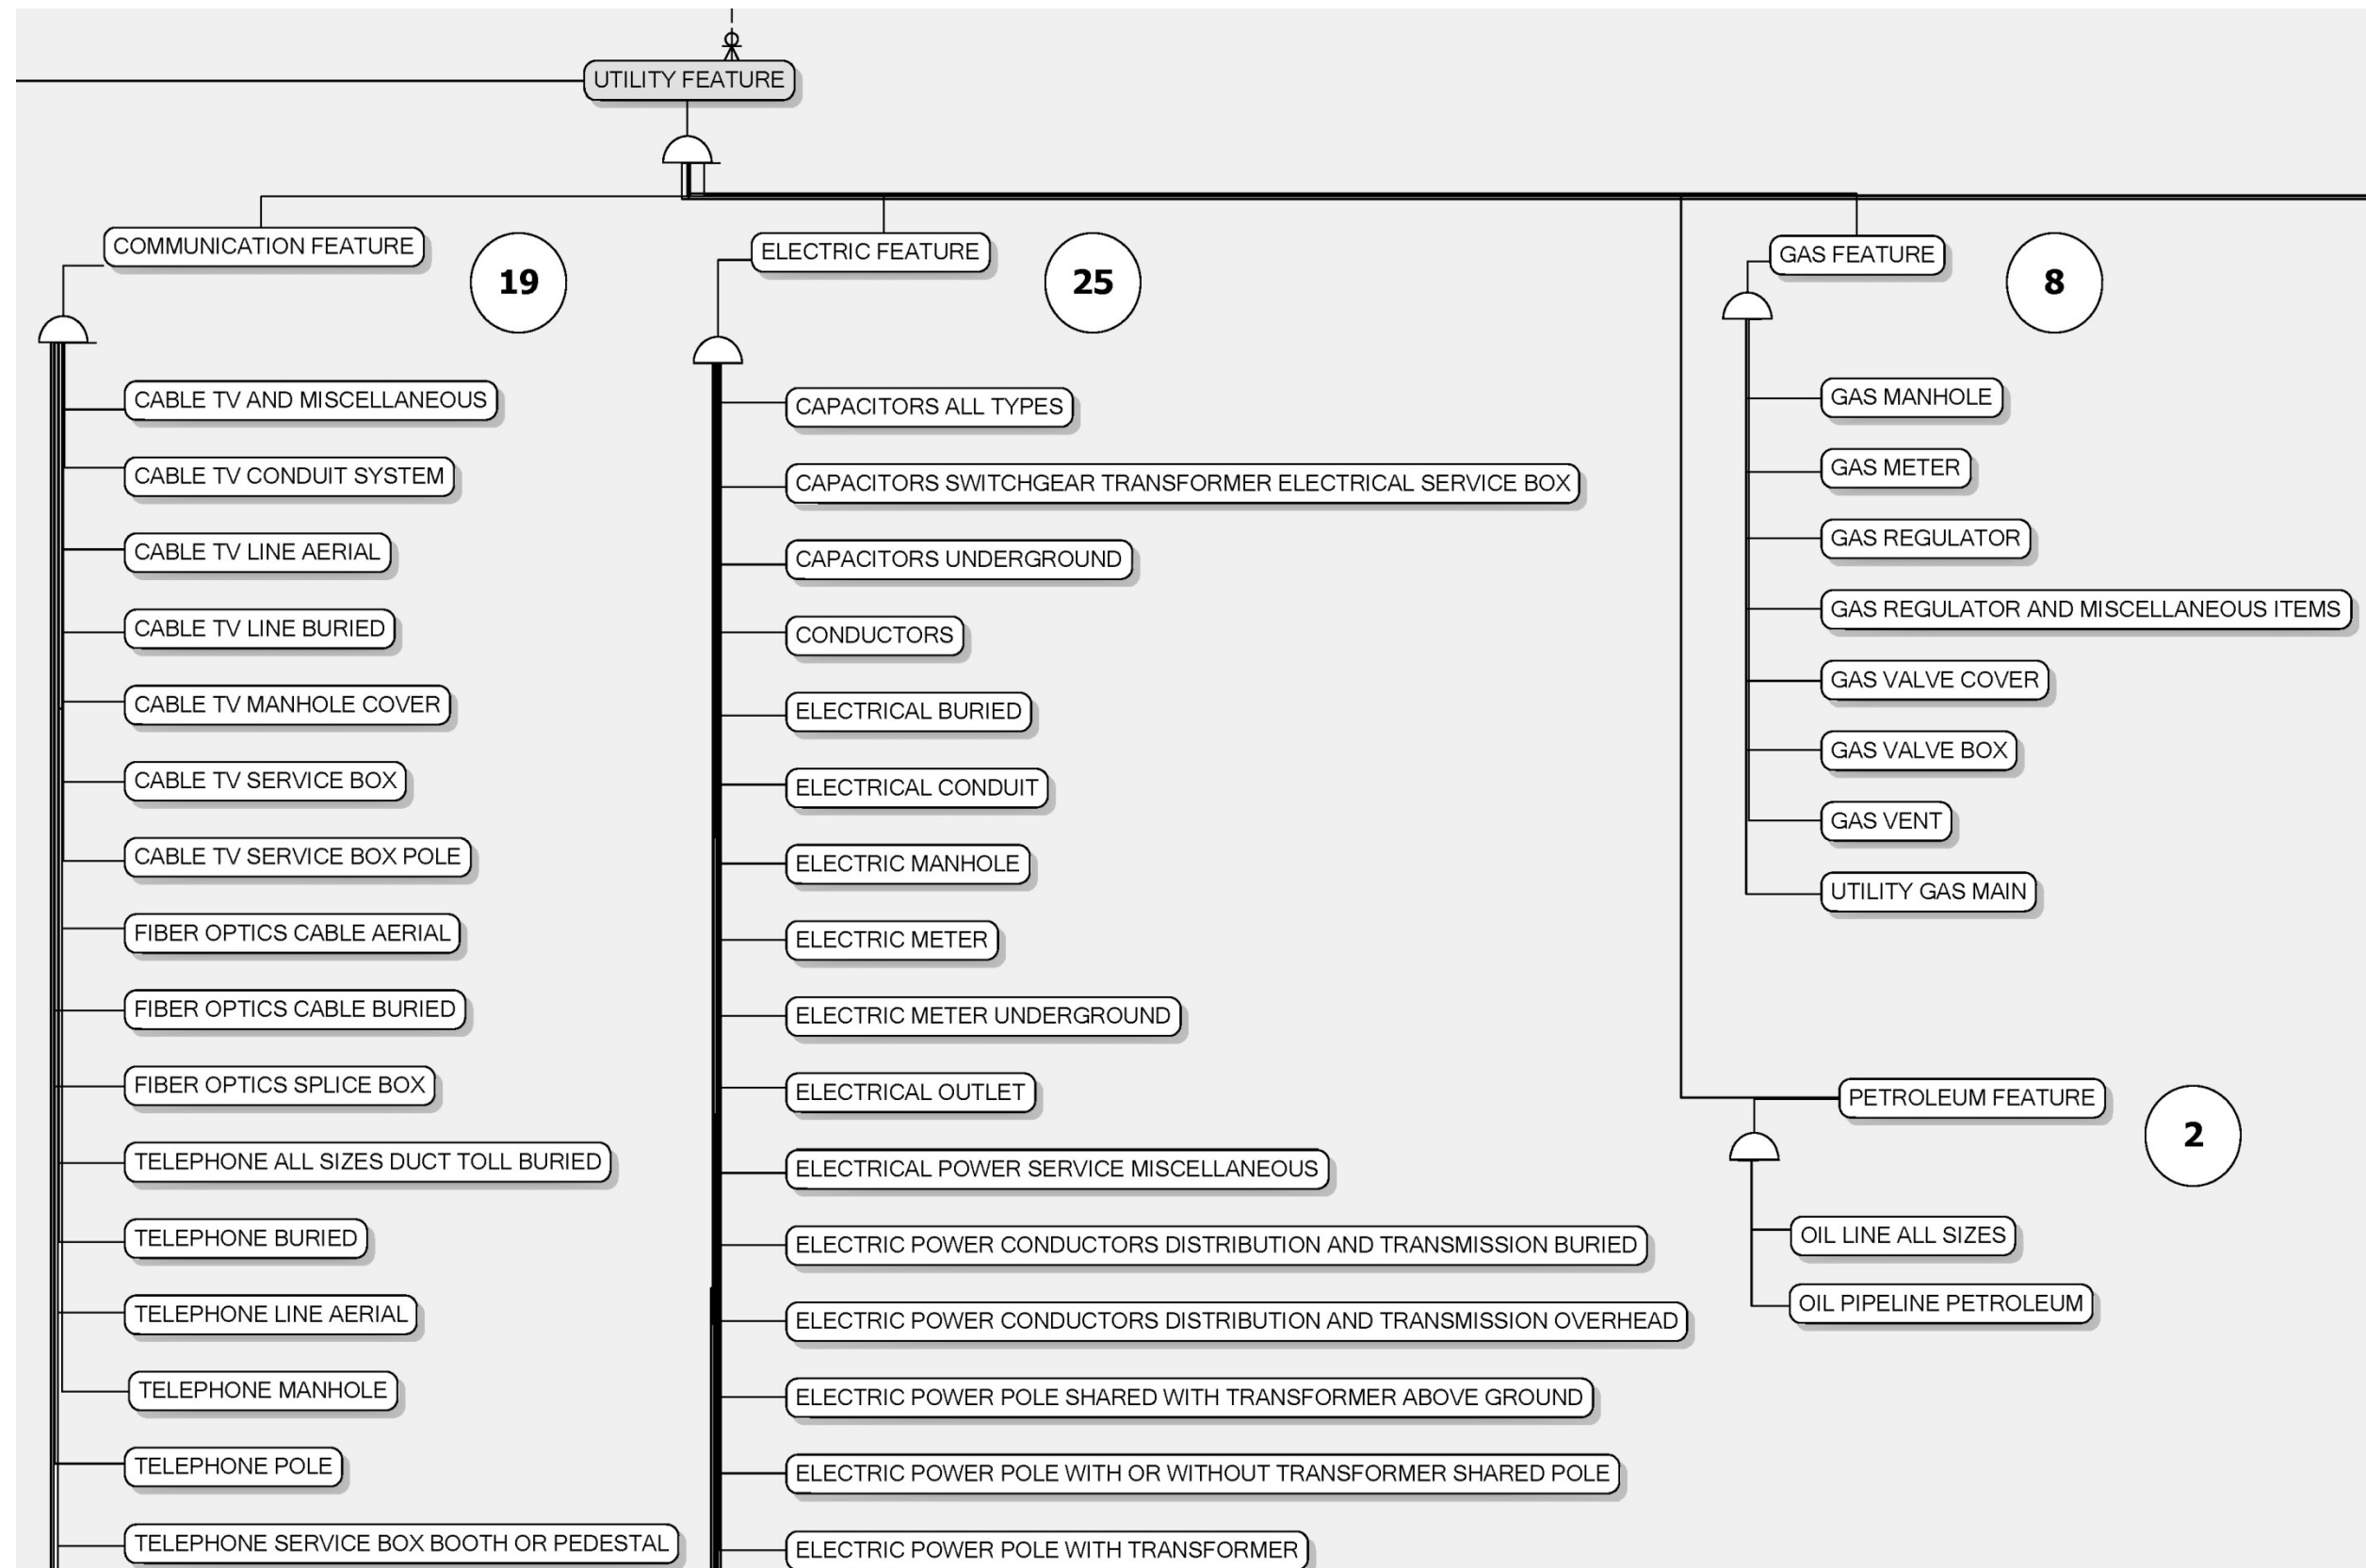 UTILITY FEATURE
COMMUNICATION FEATURE
19
CABLE TV AND MISCELLANEOUS
CABLE TV CONDUIT SYSTEM
CABLE TV LINE AERIAL
CABLE TV LINE BURIED
CABLE TV MANHOLE COVER
CABLE TV SERVICE BOX
CABLE TV SERVICE BOX POLE
FIBER OPTICS CABLE AERIAL
FIBER OPTICS CABLE BURIED
FIBER OPTICS SPLICE BOX
TELEPHONE ALL SIZES DUCT TOLL BURIED
TELEPHONE BURIED
TELEPHONE LINE AERIAL
TELEPHONE MANHOLE
TELEPHONE POLE
TELEPHONE SERVICE BOX BOOTH OR PEDESTAL
ELECTRIC FEATURE
25
CAPACITORS ALL TYPES
CAPACITORS SWITCHGEAR TRANSFORMER ELECTRICAL SERVICE BOX
CAPACITORS UNDERGROUND
CONDUCTORS
ELECTRICAL BURIED
ELECTRICAL CONDUIT
ELECTRIC MANHOLE
ELECTRIC METER
ELECTRIC METER UNDERGROUND
ELECTRICAL OUTLET
ELECTRICAL POWER SERVICE MISCELLANEOUS
ELECTRIC POWER CONDUCTORS DISTRIBUTION AND TRANSMISSION BURIED
ELECTRIC POWER CONDUCTORS DISTRIBUTION AND TRANSMISSION OVERHEAD
ELECTRIC POWER POLE SHARED WITH TRANSFORMER ABOVE GROUND
ELECTRIC POWER POLE WITH OR WITHOUT TRANSFORMER SHARED POLE
ELECTRIC POWER POLE WITH TRANSFORMER
GAS FEATURE
8
GAS MANHOLE
GAS METER
GAS REGULATOR
GAS REGULATOR AND MISCELLANEOUS ITEMS
GAS VALVE COVER
GAS VALVE BOX
GAS VENT
UTILITY GAS MAIN
PETROLEUM FEATURE
2
OIL LINE ALL SIZES
OIL PIPELINE PETROLEUM